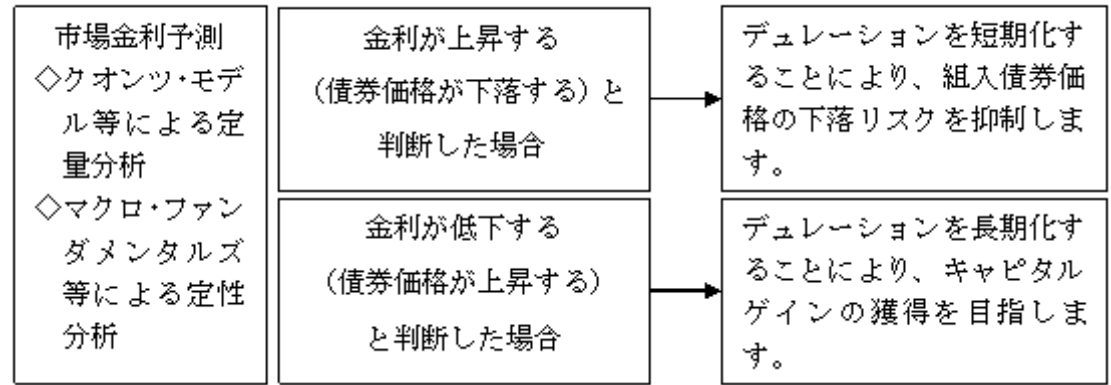 市場金利予測
◇クオンツ・モデ
ル等による定
量分析
◇マクロ・ファン
ダメンタルズ
等による定性
分析
金利が上昇する
（債券価格が下落する）と
判断した場合
デュレーションを短期化す
ることにより、組入債券価
格の下落リスクを抑制しま
す。
金利が低下する
（債券価格が上昇する）
と判断した場合
デュレーションを長期化す
ることにより、キャピタル
ゲインの獲得を目指しま
す。